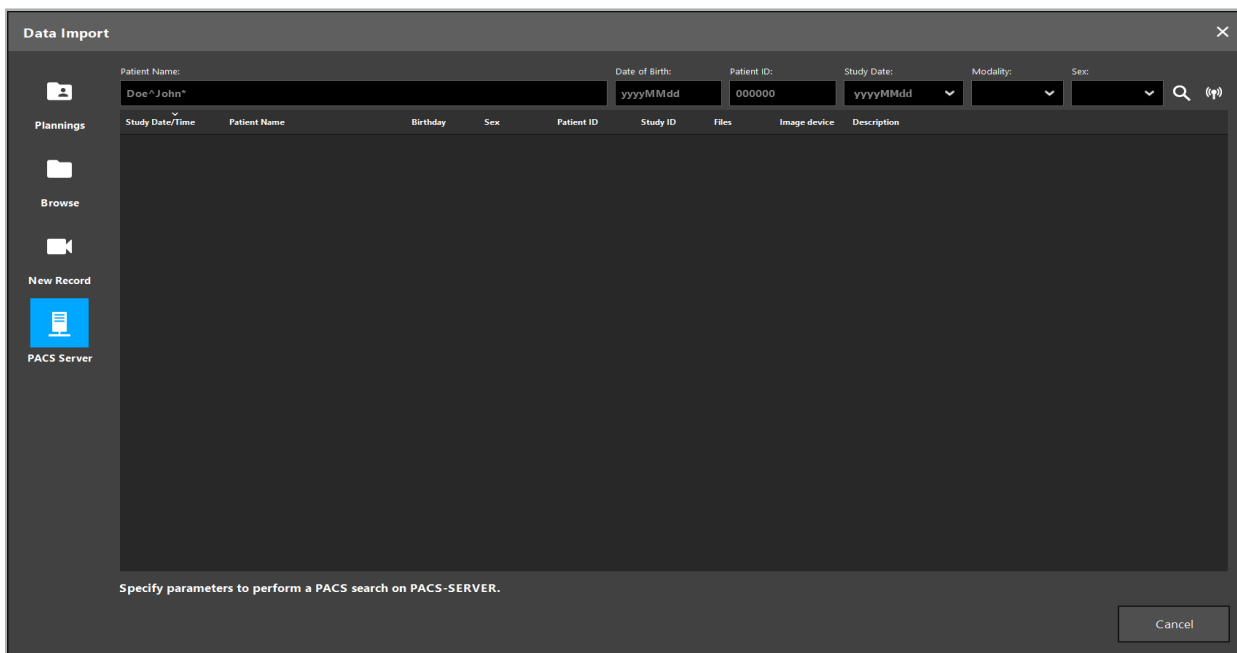 Data Import
Patient Name: Date of Birth: Patient ID: Study Date: Modality: Sex:
Doe^John* yyyyMMdd 000000 yyyyMMdd
Plannings
Study Date/Time Patient Name Birthday Sex Patient ID Study ID Files Image device Description
Browse
New Record
PACS Server
Specify parameters to perform a PACS search on PACS-SERVER.
Cancel